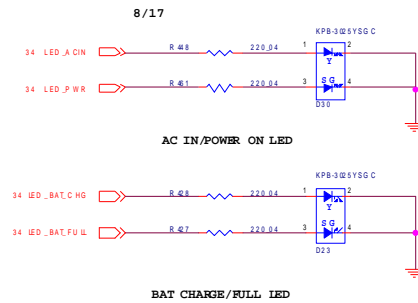 8/17
KPB-3025YSGC
34 LED_ACIN R448 220_04 1 2
Y
34 LED_PWR R461 220_04 3 SG 4
D30
AC IN/POWER ON LED
KPB-3025YSGC
34 LED_BAT_CHG R428 220_04 1 2
Y
SG
34 LED_BAT_FULL R427 220_04 3 4
D23
BAT CHARGE/FULL LED